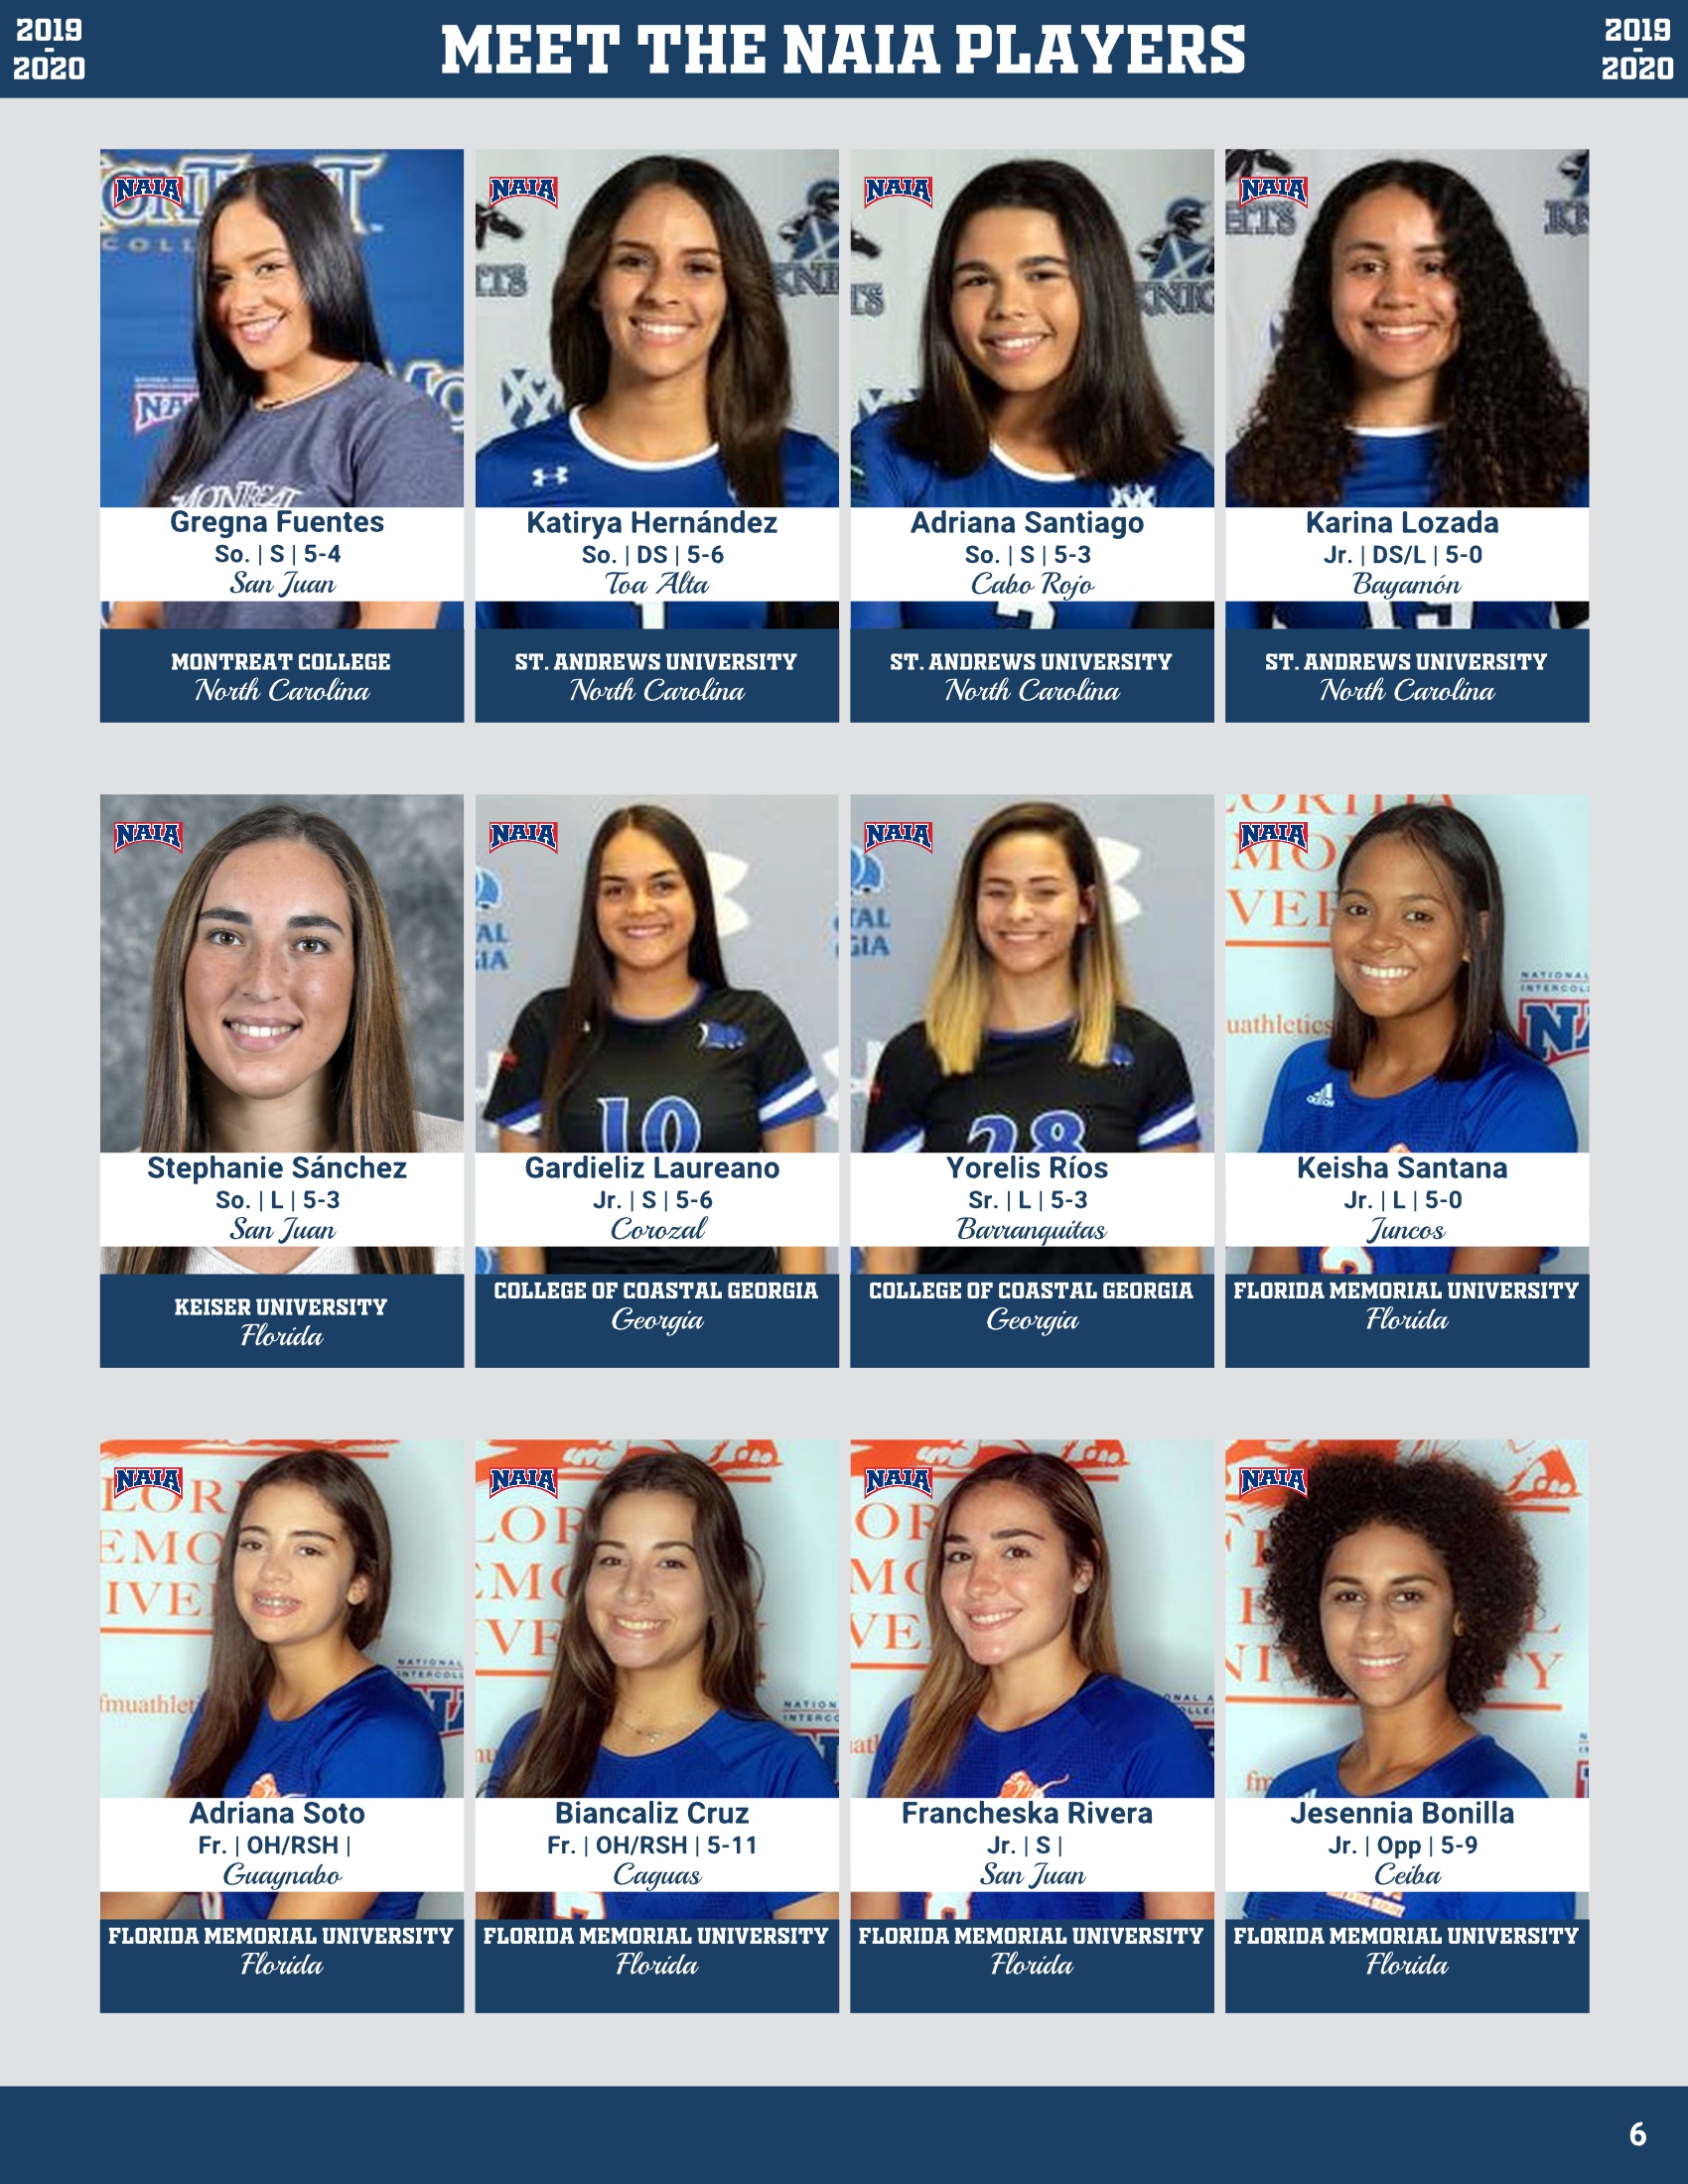 2019
-
2020
MEET THE NAIA PLAYERS
2019
-
2020
NAIA
Gregna Fuentes
So. | S | 5-4
San Juan
MONTREAT COLLEGE
North Carolina
NAIA
Katirya Hernández
So. | DS | 5-6
Toa Alta
ST. ANDREWS UNIVERSITY
North Carolina
NAIA
Adriana Santiago
So. | S | 5-3
Cabo Rojo
ST. ANDREWS UNIVERSITY
North Carolina
NAIA
Karina Lozada
Jr. | DS/L | 5-0
Bayamón
ST. ANDREWS UNIVERSITY
North Carolina
NAIA
Stephanie Sánchez
So. | L | 5-3
San Juan
KEISER UNIVERSITY
Florida
NAIA
10
Gardieliz Laureano
Jr. | S | 5-6
Corozal
COLLEGE OF COASTAL GEORGIA
Georgia
NAIA
28
Yorelis Ríos
Sr. | L | 5-3
Barranquitas
COLLEGE OF COASTAL GEORGIA
Georgia
NAIA
Keisha Santana
Jr. | L | 5-0
Juncos
FLORIDA MEMORIAL UNIVERSITY
Florida
NAIA
Adriana Soto
Fr. | OH/RSH |
Guaynabo
FLORIDA MEMORIAL UNIVERSITY
Florida
NAIA
Biancaliz Cruz
Fr. | OH/RSH | 5-11
Caguas
FLORIDA MEMORIAL UNIVERSITY
Florida
NAIA
Francheska Rivera
Jr. | S |
San Juan
FLORIDA MEMORIAL UNIVERSITY
Florida
NAIA
Jesennia Bonilla
Jr. | Opp | 5-9
Ceiba
FLORIDA MEMORIAL UNIVERSITY
Florida
6